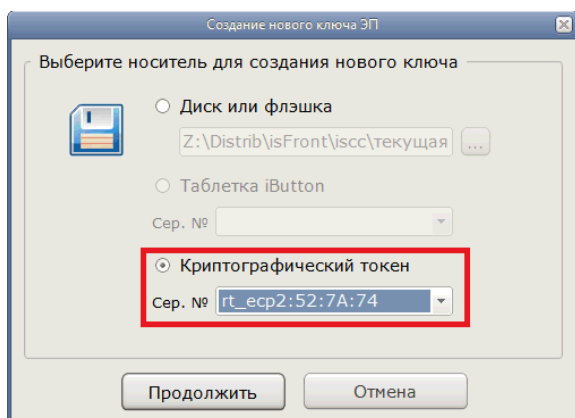 Создание нового ключа ЭП
Выберите носитель для создания нового ключа
Диск или флэшка
Z:\Distrib\isFront\iscc\текущая ...
Таблетка iButton
Сер. №
Криптографический токен
Сер. № rt_ecp2:52:7A:74
Продолжить Отмена